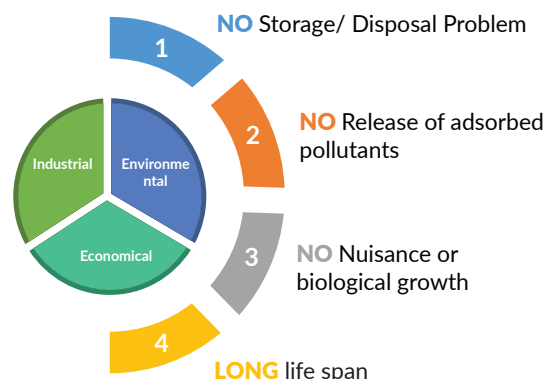 1
NO Storage/ Disposal Problem
2
NO Release of adsorbed
pollutants
Industrial
Environme
ntal
Economical
3
NO Nuisance or
biological growth
4
LONG life span